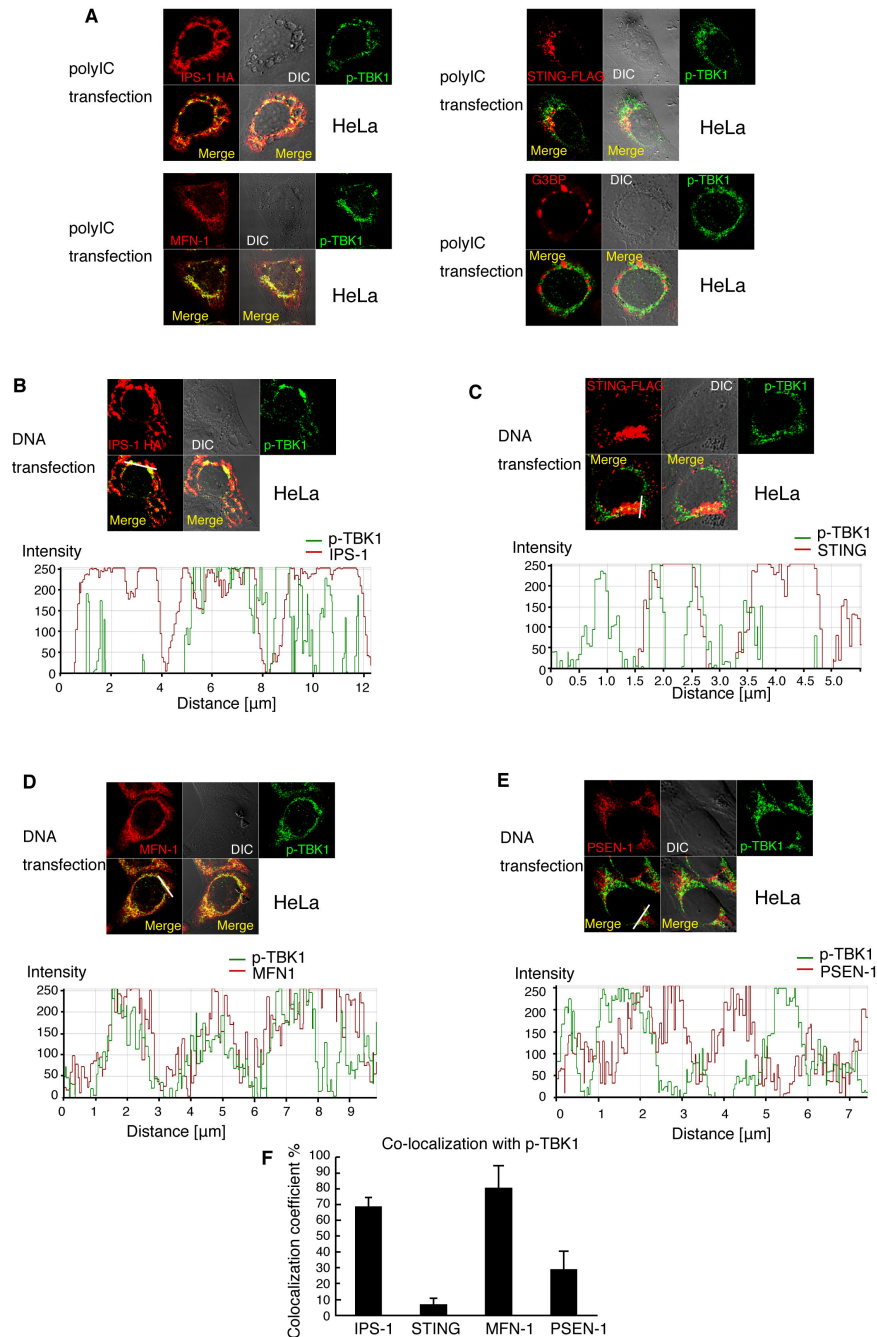 A
polyIC
transfection
IPS-1 HA
DIC
p-TBK1
Merge
Merge
HeLa
polyIC
transfection
STING-FLAG
DIC
p-TBK1
Merge
Merge
HeLa
polyIC
transfection
MFN-1
DIC
p-TBK1
Merge
Merge
HeLa
polyIC
transfection
G3BP
DIC
p-TBK1
Merge
Merge
HeLa
B
DNA
transfection
IPS-1 HA
DIC
p-TBK1
Merge
Merge
HeLa
p-TBK1
IPS-1
Intensity
250
200
150
100
50
0
0 2 4 6 8 10 12
Distance [µm]
C
DNA
transfection
STING-FLAG
DIC
p-TBK1
Merge
Merge
HeLa
p-TBK1
STING
Intensity
250
200
150
100
50
0
0 0.5 1.0 1.5 2.0 2.5 3.0 3.5 4.0 4.5 5.0
Distance [µm]
D
DNA
transfection
MFN-1
DIC
p-TBK1
Merge
Merge
HeLa
p-TBK1
MFN1
Intensity
250
200
150
100
50
0
0 1 2 3 4 5 6 7 8 9
Distance [µm]
E
DNA
transfection
PSEN-1
DIC
p-TBK1
Merge
Merge
HeLa
p-TBK1
PSEN-1
Intensity
250
200
150
100
50
0
0 1 2 3 4 5 6 7
Distance [µm]
F
Co-localization with p-TBK1
Colocalization coefficient %
100
90
80
70
60
50
40
30
20
10
0
IPS-1 STING MFN-1 PSEN-1